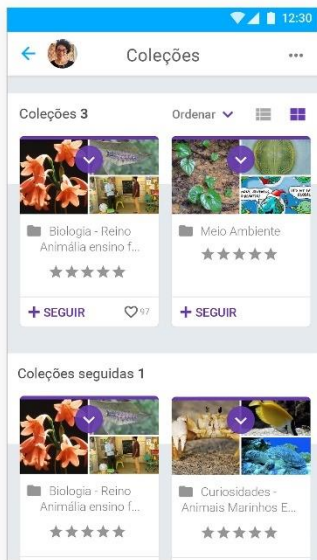 12:30
Coleções
Coleções 3
Ordenar
Biologia - Reino
Animália ensino f...
Meio Ambiente
+ SEGUIR
97
+ SEGUIR
Coleções seguidas 1
Biologia - Reino
Animália ensino f...
Curiosidades -
Animais Marinhos E...